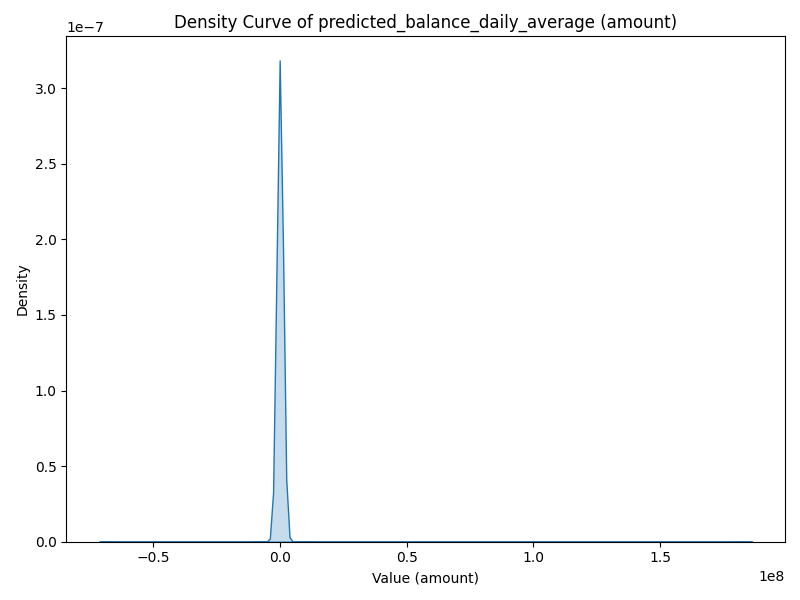 Density Curve of predicted_balance_daily_average (amount)
1e−7
3.0
2.5
2.0
1.5
1.0
0.5
0.0
Density
−0.5 0.0 0.5 1.0 1.5
1e8
Value (amount)